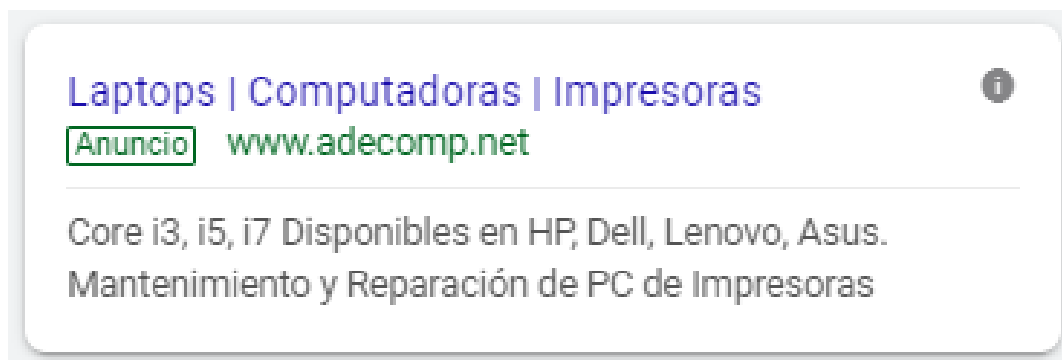 Laptops | Computadoras | Impresoras
Anuncio www.adecomp.net
Core i3, i5, i7 Disponibles en HP, Dell, Lenovo, Asus.
Mantenimiento y Reparación de PC de Impresoras